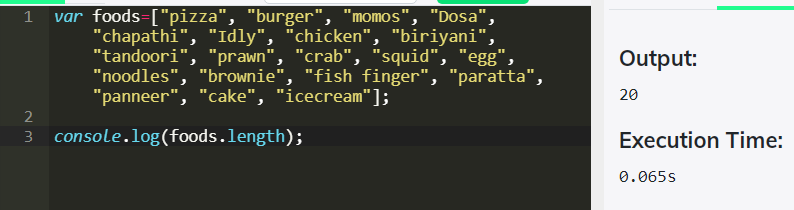 1 var foods=["pizza", "burger", "momos", "Dosa",
"chapathi", "Idly", "chicken", "biriyani",
"tandoori", "prawn", "crab", "squid", "egg",
"noodles", "brownie", "fish finger", "paratta",
"panneer", "cake", "icecream"];
2
3 console.log(foods.length);
Output:
20
Execution Time:
0.065s